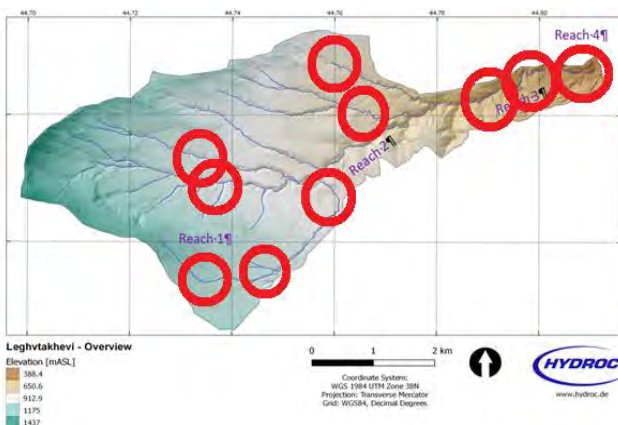 44.70 44.72 44.74 44.76 44.78 44.80
Reach-4¶
Reach-3¶
Reach-2¶
Reach-1¶
Leghvtakhevi - Overview
Elevation [mASL]
388.4
650.6
912.9
1175
1437
0 1 2 km
Coordinate System:
WGS 1984 UTM Zone 38N
Projection: Transverse Mercator
Grid: WGS84, Decimal Degrees
HYDROC
www.hydroc.de